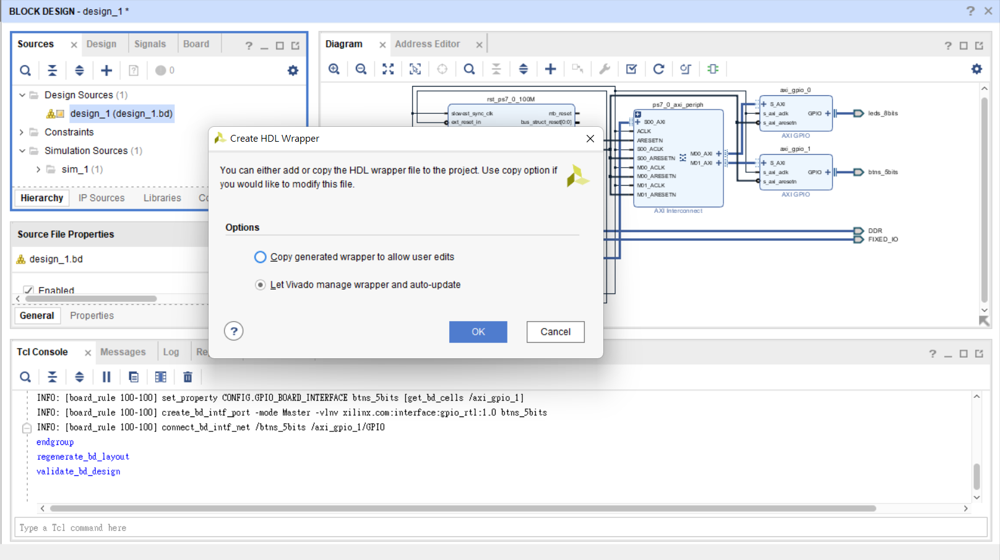 BLOCK DESIGN - design_1 *
Sources
Design
Signals
Board
0
Design Sources (1)
design_1 (design_1.bd)
Constraints
Simulation Sources (1)
sim_1 (1)
Hierarchy
IP Sources
Libraries
Co
Source File Properties
design_1.bd
Enabled
General
Properties
Diagram
Address Editor
rst_ps7_0_100M
slowest_sync_clk
ext_reset_in
mb_reset
bus_struct_reset[0:0]
ps7_0_axi_periph
S00_AXI
ACLK
ARESETN
S00_ACLK
S00_ARESETN
M00_ACLK
M00_ARESETN
M01_ACLK
M01_ARESETN
M00_AXI
M01_AXI
AXI Interconnect
axi_gpio_0
S_AXI
s_axi_aclk
s_axi_aresetn
GPIO
AXI GPIO
leds_8bits
axi_gpio_1
S_AXI
s_axi_aclk
s_axi_aresetn
GPIO
AXI GPIO
btns_5bits
DDR
FIXED_IO
Create HDL Wrapper
You can either add or copy the HDL wrapper file to the project. Use copy option if
you would like to modify this file.
Options
Copy generated wrapper to allow user edits
Let Vivado manage wrapper and auto-update
?
OK
Cancel
Tcl Console
Messages
Log
Re
INFO: [board_rule 100-100] set_property CONFIG.GPIO_BOARD_INTERFACE btns_5bits [get_bd_cells /axi_gpio_1]
INFO: [board_rule 100-100] create_bd_intf_port -mode Master -vlnv xilinx.com:interface:gpio_rtl:1.0 btns_5bits
INFO: [board_rule 100-100] connect_bd_intf_net /btns_5bits /axi_gpio_1/GPIO
endgroup
regenerate_bd_layout
validate_bd_design
Type a Tcl command here